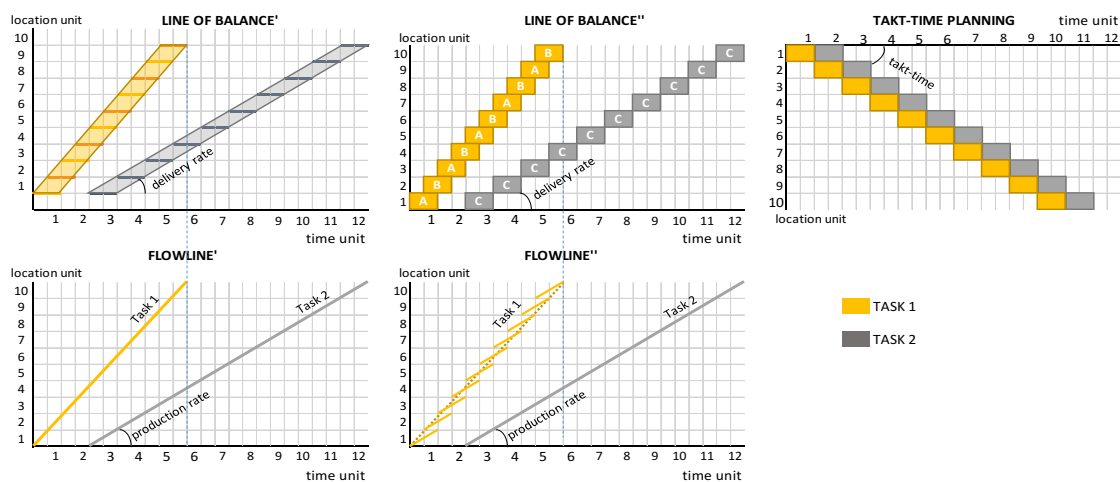 LINE OF BALANCE'
location unit
10
9
8
7
6
5
4
3
2
1
delivery rate
1 2 3 4 5 6 7 8 9 10 11 12
time unit
LINE OF BALANCE''
location unit
10
9
8
7
6
5
4
3
2
1
B
A
B
A
B
A
B
A
B
A
C
C
C
C
C
C
C
C
C
C
delivery rate
1 2 3 4 5 6 7 8 9 10 11 12
time unit
TAKT-TIME PLANNING
time unit
1 2 3 4 5 6 7 8 9 10 11 12
1
2
3
4
5
6
7
8
9
10
takt-time
location unit
FLOWLINE'
location unit
10
9
8
7
6
5
4
3
2
1
Task 1
Task 2
production rate
1 2 3 4 5 6 7 8 9 10 11 12
time unit
FLOWLINE''
location unit
10
9
8
7
6
5
4
3
2
1
Task 1
Task 2
production rate
1 2 3 4 5 6 7 8 9 10 11 12
time unit
TASK 1
TASK 2